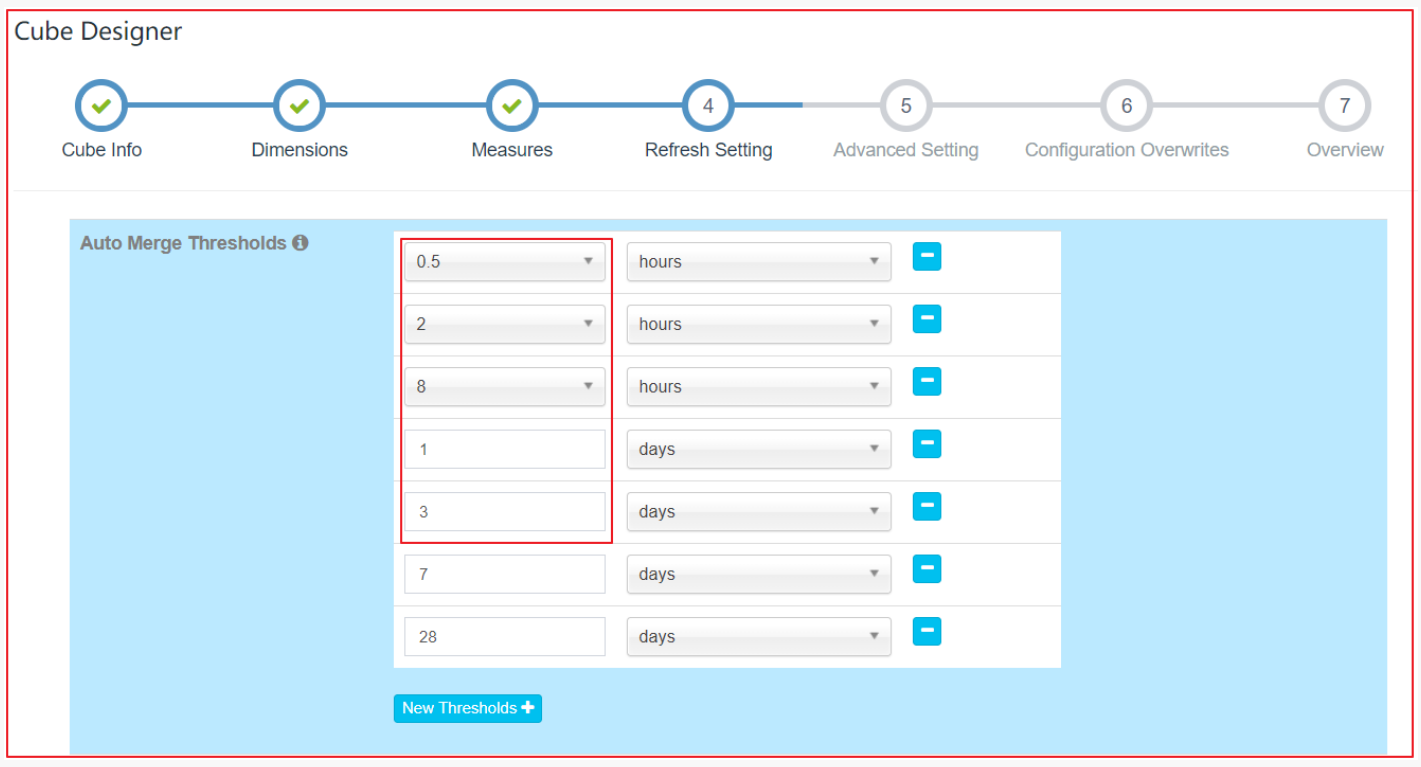 Cube Designer
4 5 6 7
Cube Info Dimensions Measures Refresh Setting Advanced Setting Configuration Overwrites Overview
Auto Merge Thresholds
0.5 hours
2 hours
8 hours
1 days
3 days
7 days
28 days
New Thresholds